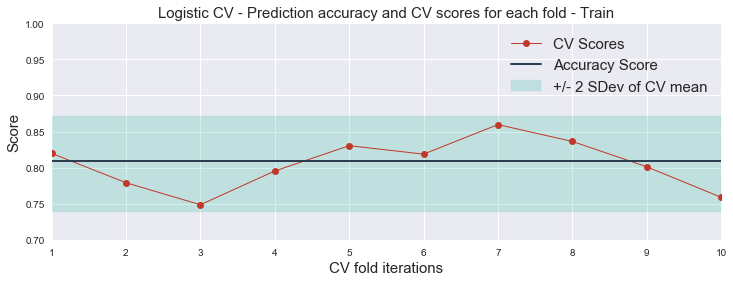 Logistic CV - Prediction accuracy and CV scores for each fold - Train
1.00
0.95
0.90
0.85
0.80
0.75
0.70
Score
CV Scores
Accuracy Score
+/- 2 SDev of CV mean
1 2 3 4 5 6 7 8 9 10
CV fold iterations